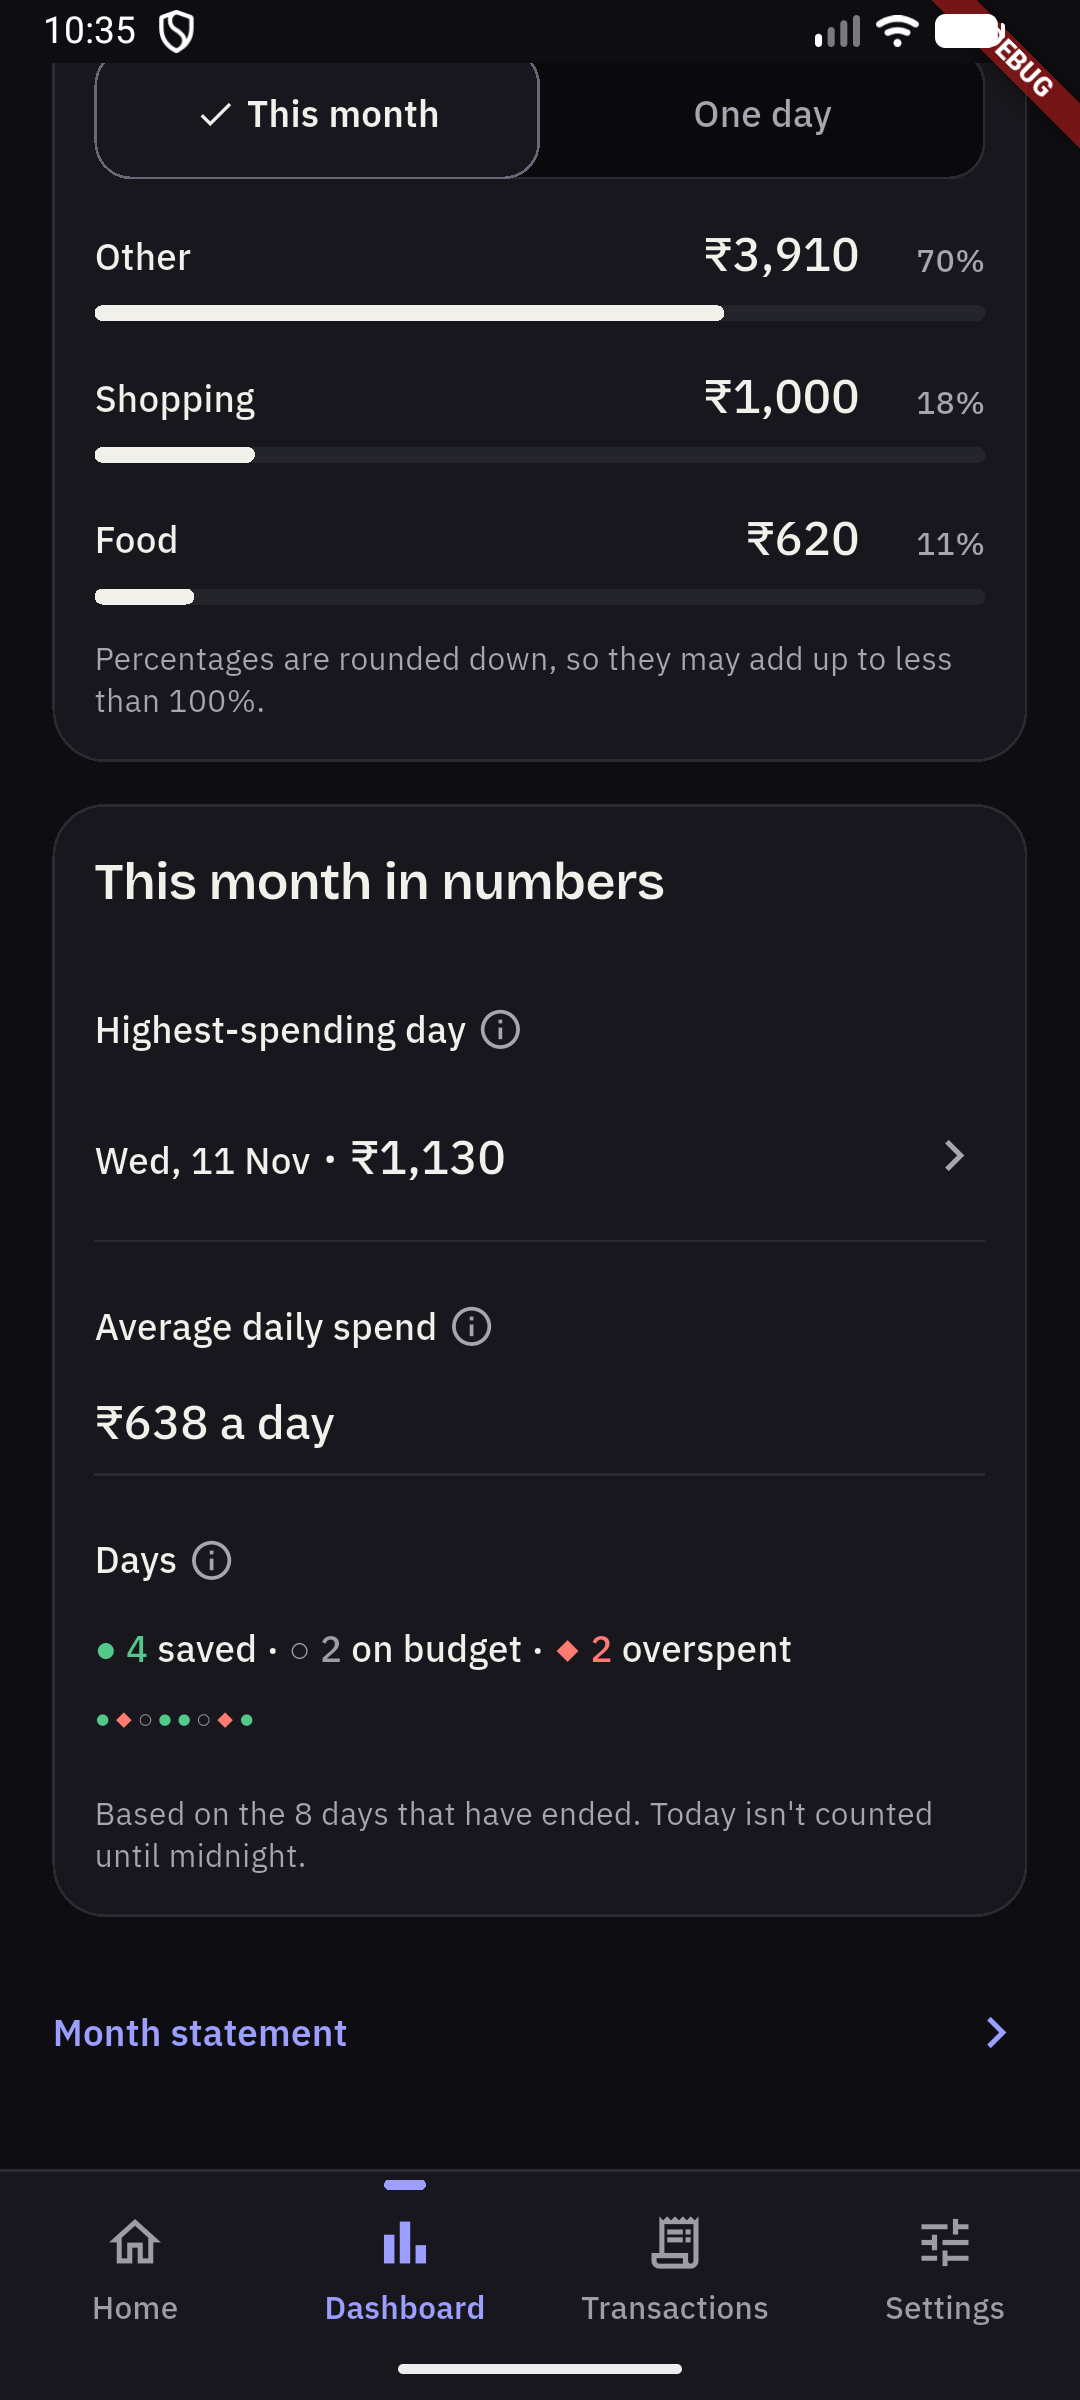 10:35
DEBUG
This month
One day
Other ₹3,910 70%
Shopping ₹1,000 18%
Food ₹620 11%
Percentages are rounded down, so they may add up to less
than 100%.
This month in numbers
Highest-spending day
Wed, 11 Nov · ₹1,130
Average daily spend
₹638 a day
Days
4 saved · 2 on budget · 2 overspent
Based on the 8 days that have ended. Today isn't counted
until midnight.
Month statement
Home
Dashboard
Transactions
Settings